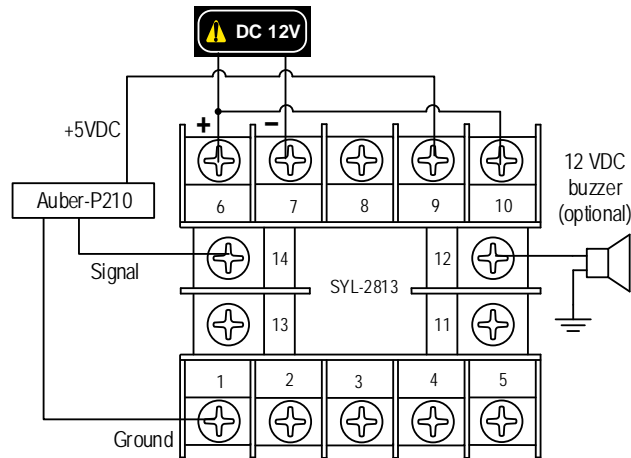 DC 12V
+5VDC
+
−
12 VDC
buzzer
(optional)
Auber-P210
6
7
8
9
10
Signal
14
12
SYL-2813
13
11
1
2
3
4
5
Ground